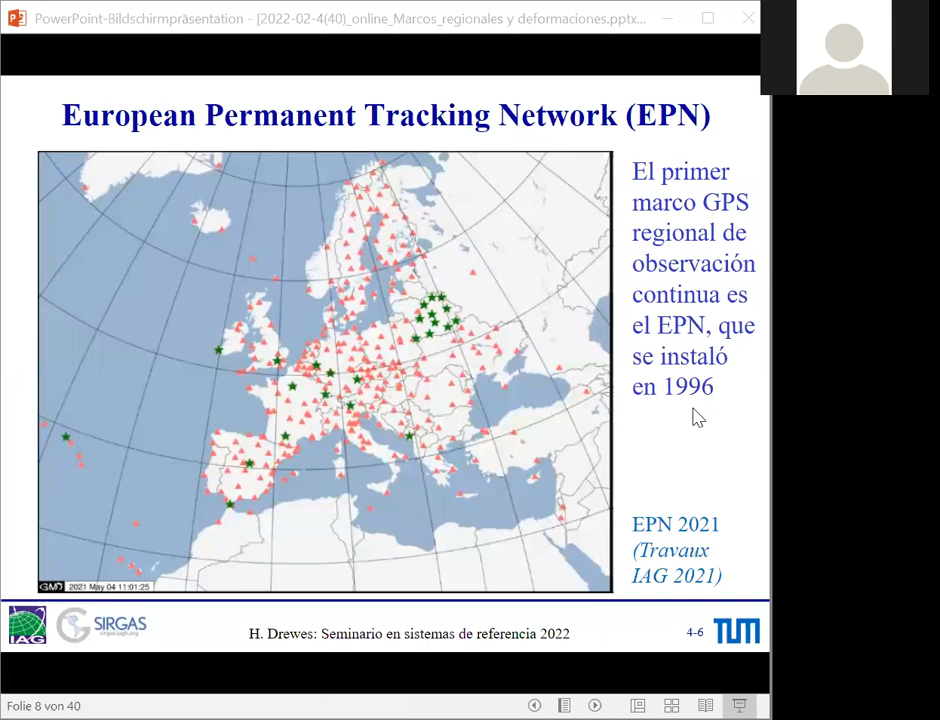 PowerPoint-Bildschirmpräsentation - [2022-02-4(40)_online_Marcos_regionales y deformaciones.pptx...
European Permanent Tracking Network (EPN)
El primer
marco GPS
regional de
observación
continua es
el EPN, que
se instaló
en 1996
EPN 2021
(Travaux
IAG 2021)
GMD 2021 May 04 11:01:25
IAG
SIRGAS
sirgas.ipgh.org
H. Drewes: Seminario en sistemas de referencia 2022
4-6
TUM
Folie 8 von 40